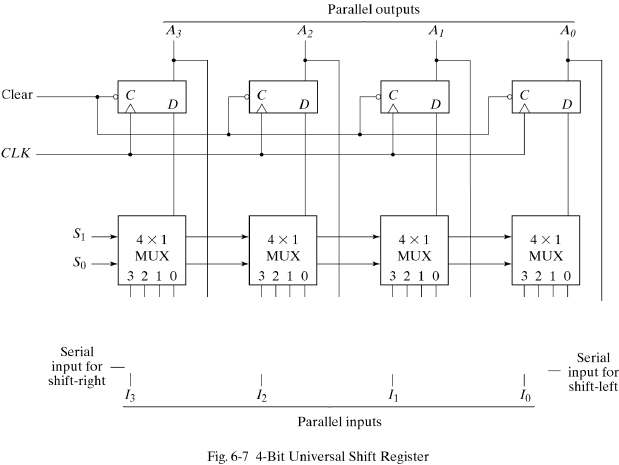 Parallel outputs
A3 A2 A1 A0
Clear C D C D C D C D
CLK
S1 4 × 1 4 × 1 4 × 1 4 × 1
S0 MUX MUX MUX MUX
3 2 1 0 3 2 1 0 3 2 1 0 3 2 1 0
Serial
input for
shift-right
Serial
input for
shift-left
I3 I2 I1 I0
Parallel inputs
Fig. 6-7 4-Bit Universal Shift Register